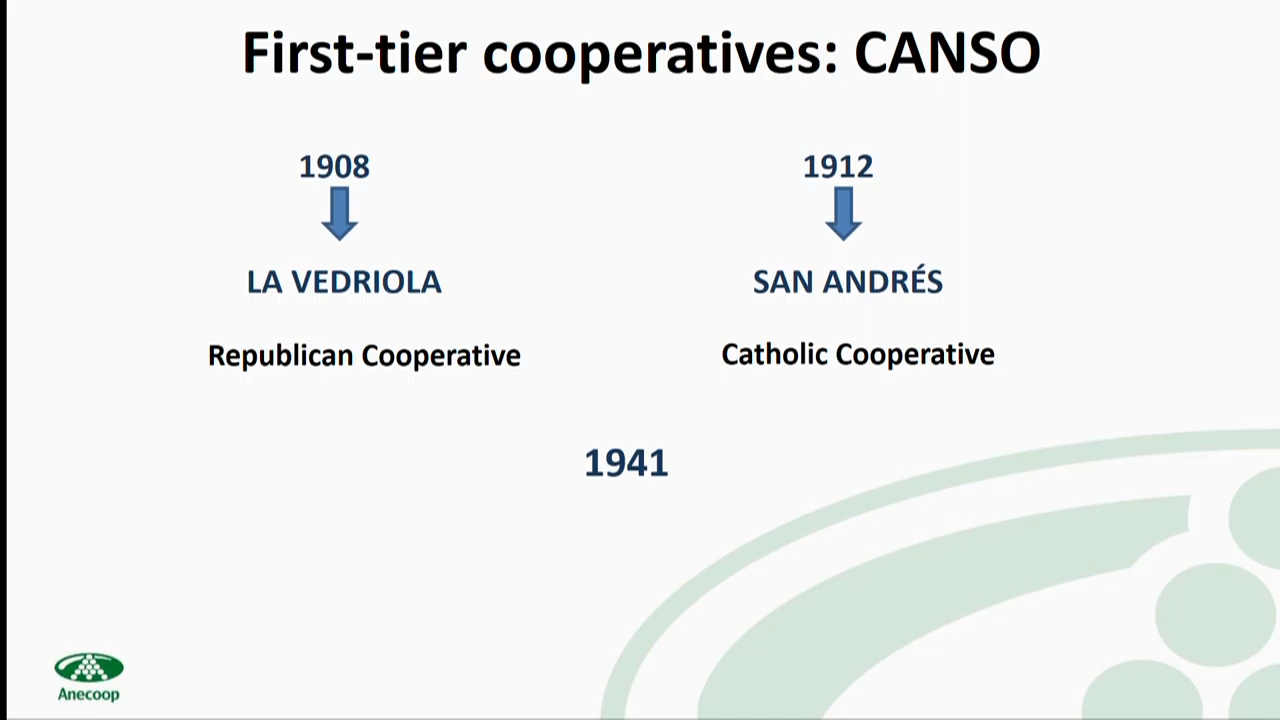 First-tier cooperatives: CANSO
1908
1912
LA VEDRIOLA
SAN ANDRÉS
Republican Cooperative
Catholic Cooperative
1941
Anecoop